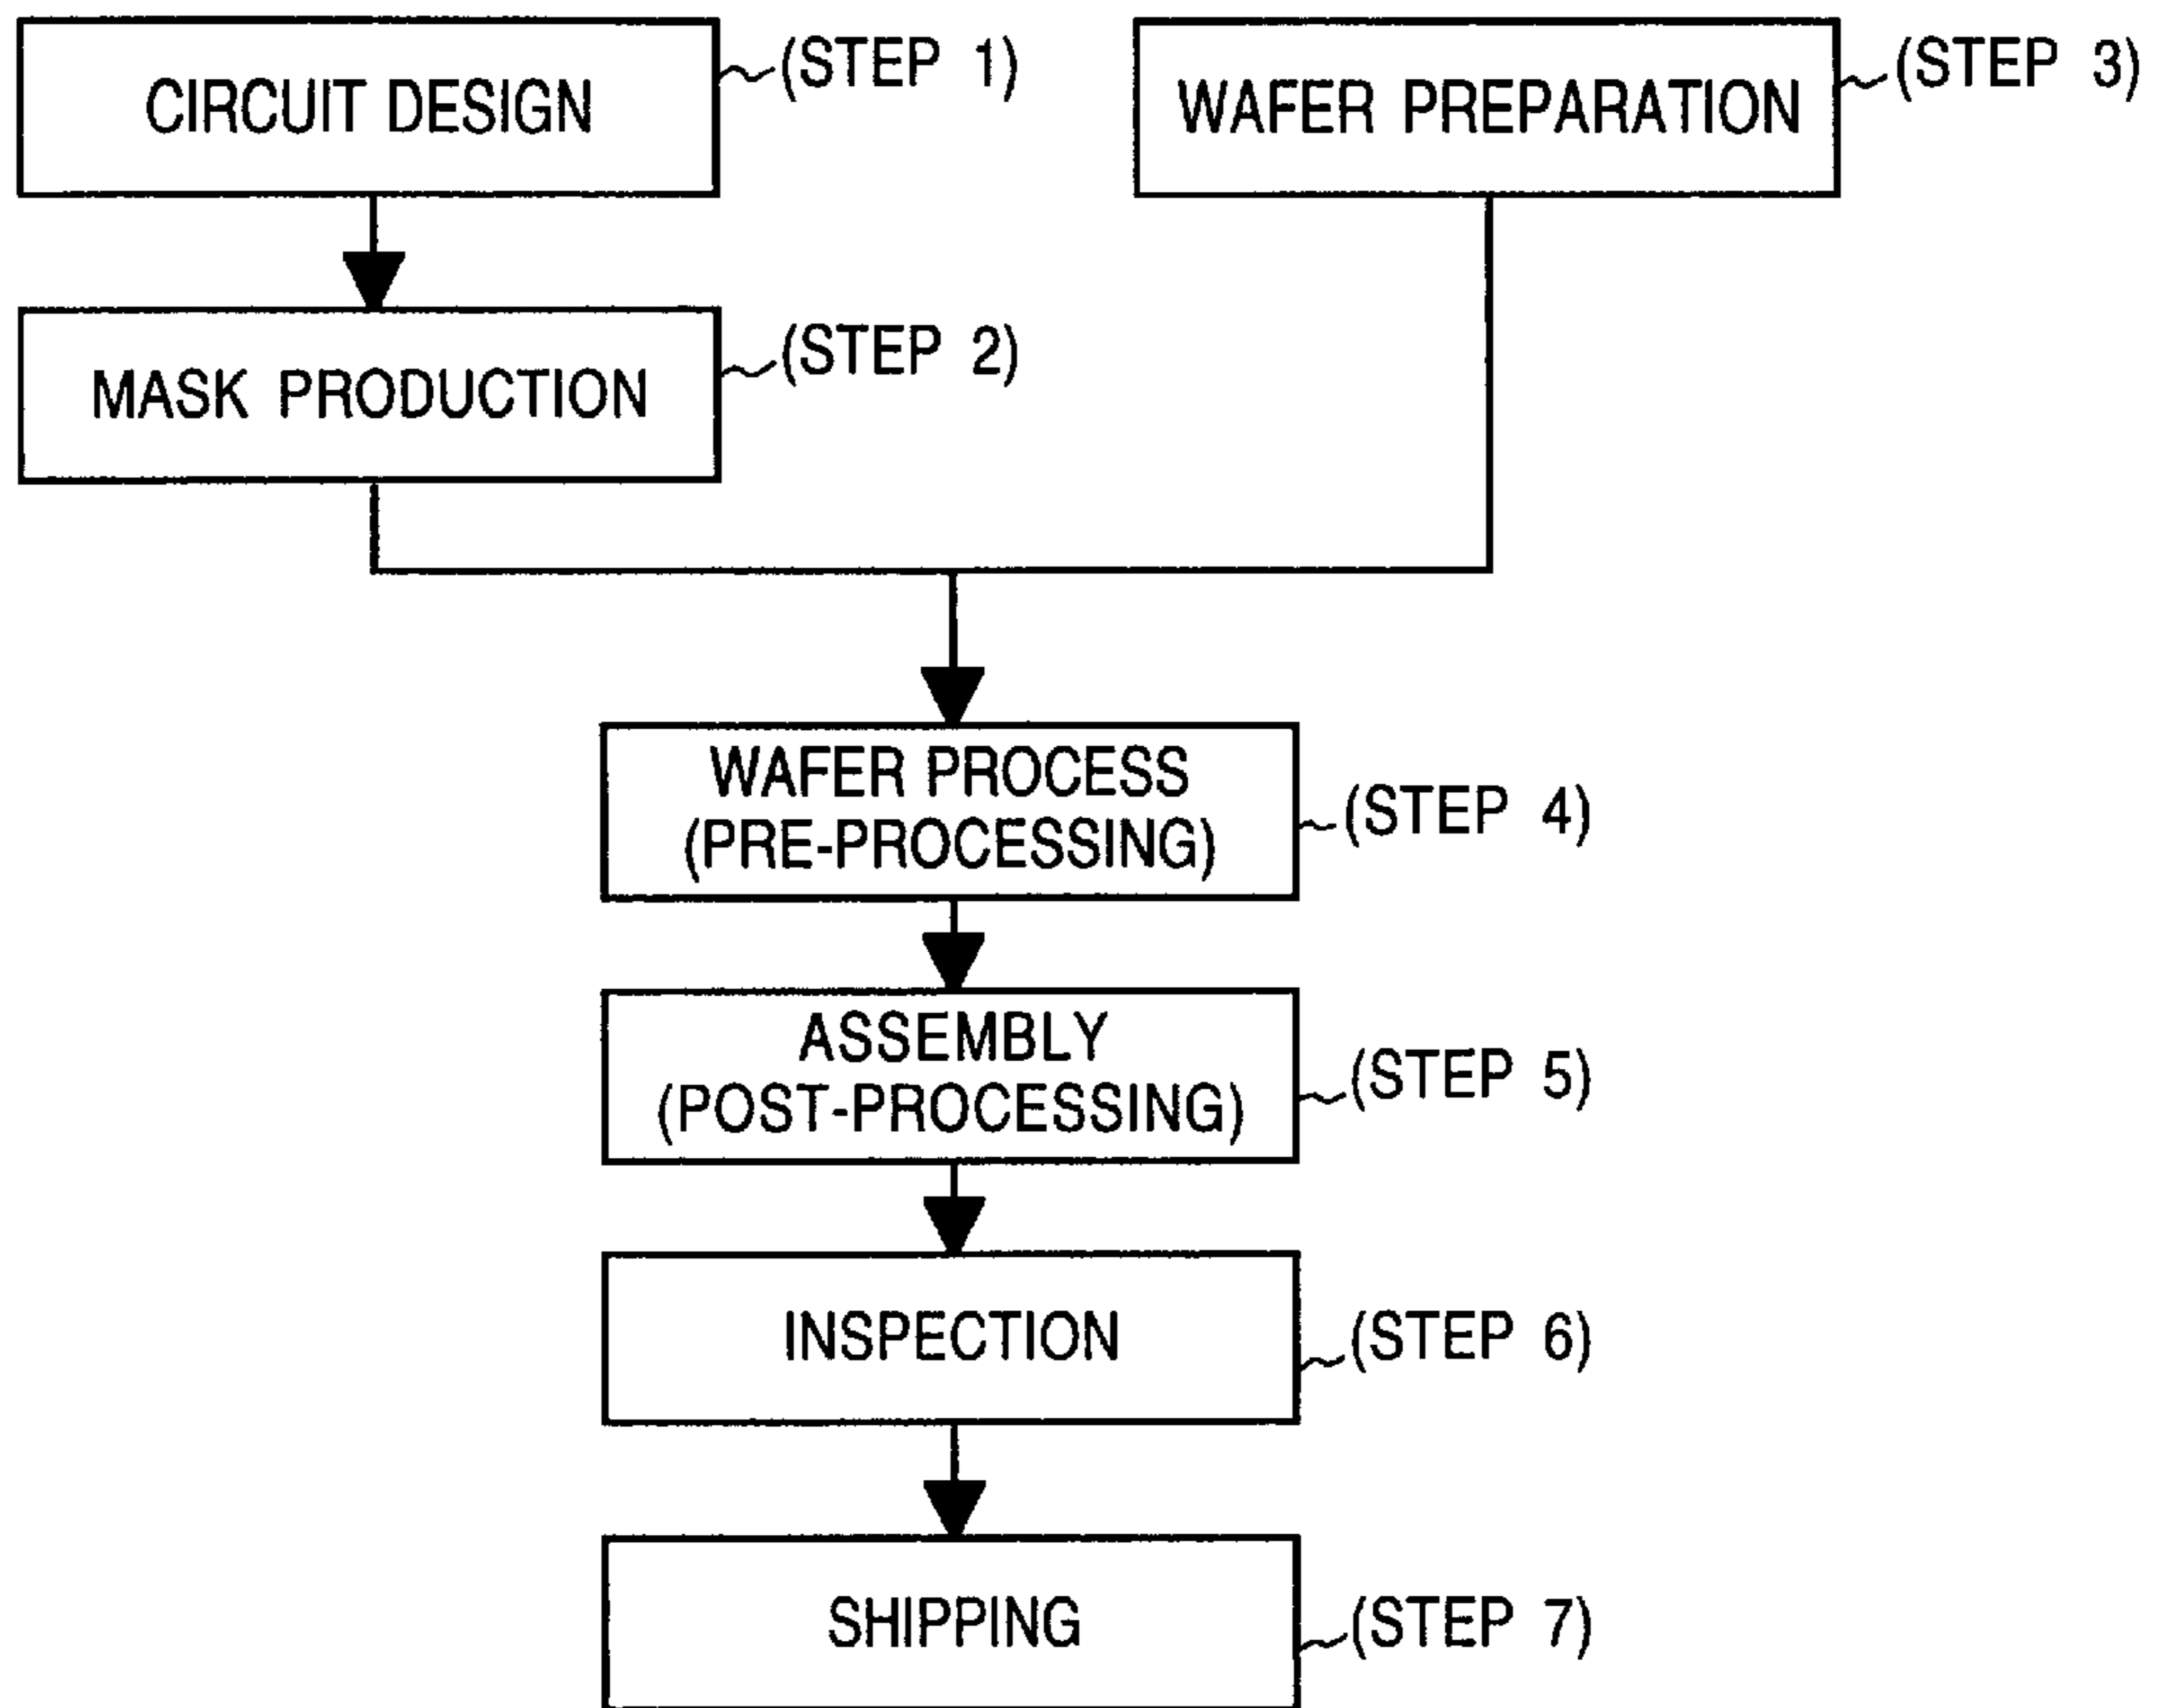 CIRCUIT DESIGN
(STEP 1)
WAFER PREPARATION
(STEP 3)
MASK PRODUCTION
(STEP 2)
WAFER PROCESS
(PRE-PROCESSING)
(STEP 4)
ASSEMBLY
(POST-PROCESSING)
(STEP 5)
INSPECTION
(STEP 6)
SHIPPING
(STEP 7)